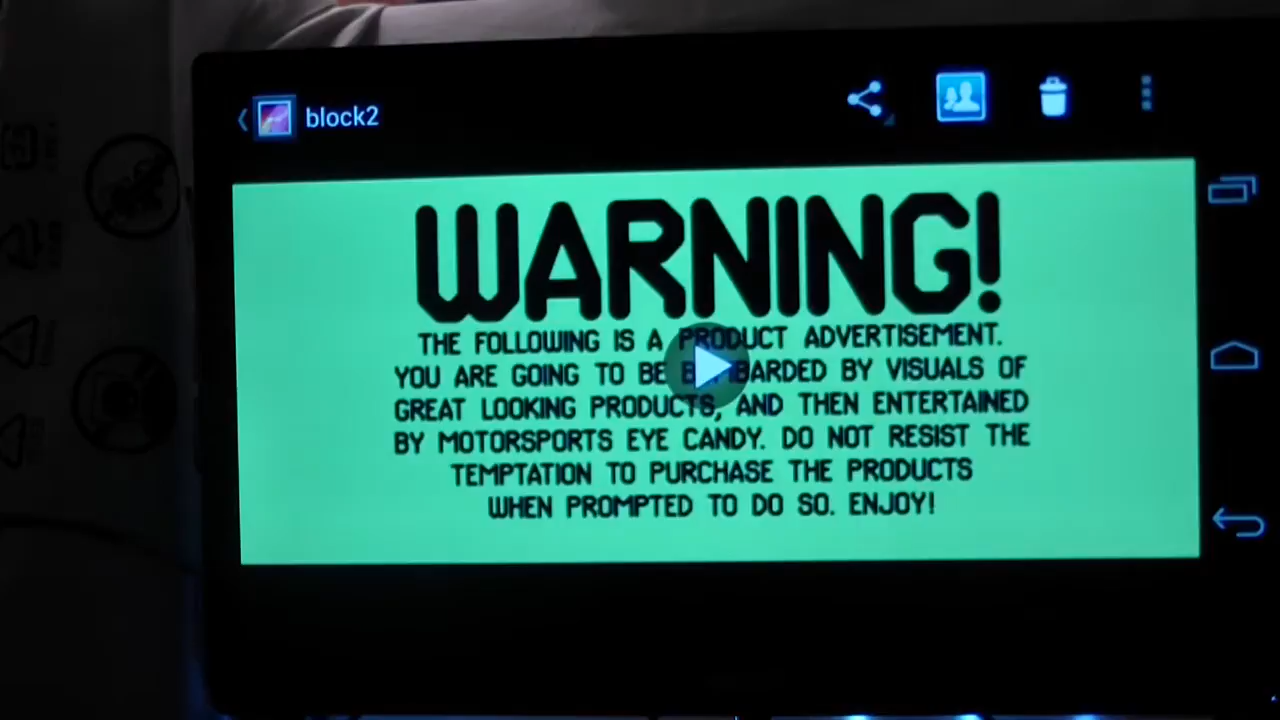 block2
WARNING!
THE FOLLOWING IS A PRODUCT ADVERTISEMENT.
YOU ARE GOING TO BE BOMBARDED BY VISUALS OF
GREAT LOOKING PRODUCTS, AND THEN ENTERTAINED
BY MOTORSPORTS EYE CANDY. DO NOT RESIST THE
TEMPTATION TO PURCHASE THE PRODUCTS
WHEN PROMPTED TO DO SO. ENJOY!